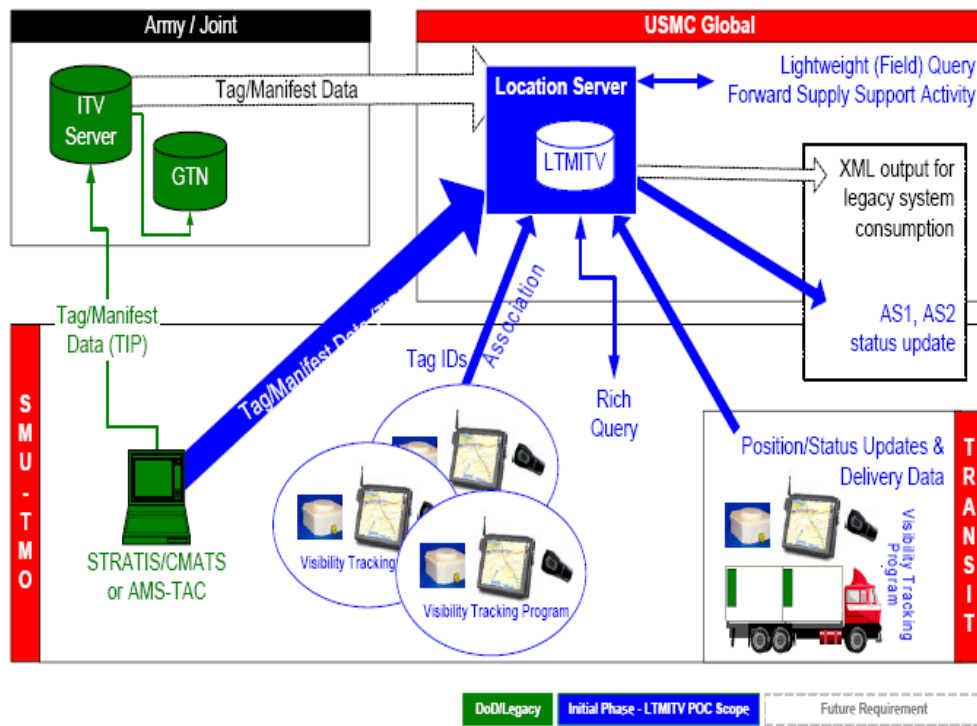 Army / Joint
USMC Global
ITV
Server
GTN
Tag/Manifest Data
Location Server
LTMITV
Lightweight (Field) Query
Forward Supply Support Activity
XML output for
legacy system
consumption
AS1, AS2
status update
Tag/Manifest
Data (TIP)
Tag/Manifest Data
Tag IDs
Association
Rich
Query
SMU-TMO
STRATIS/CMATS
or AMS-TAC
Visibility Tracking
Visibility Tracking Program
Position/Status Updates &
Delivery Data
Visibility Tracking
Program
TRANSIT
DoD/Legacy
Initial Phase - LTMITV POC Scope
Future Requirement